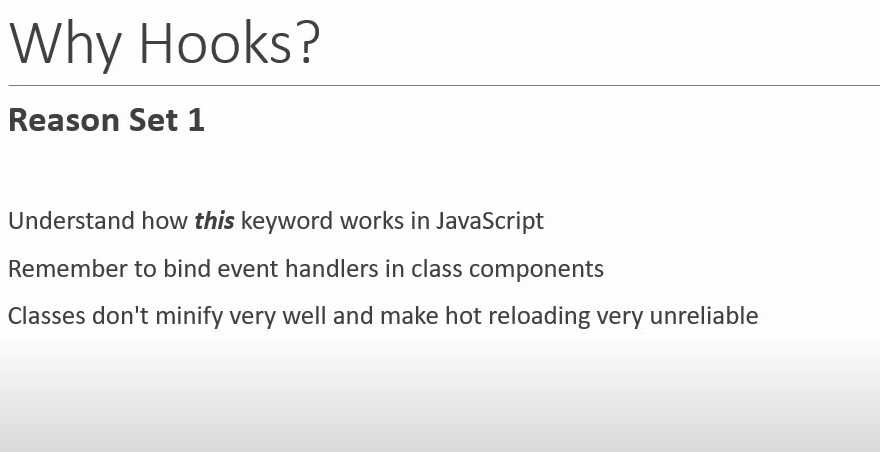 Why Hooks?
Reason Set 1
Understand how this keyword works in JavaScript
Remember to bind event handlers in class components
Classes don't minify very well and make hot reloading very unreliable